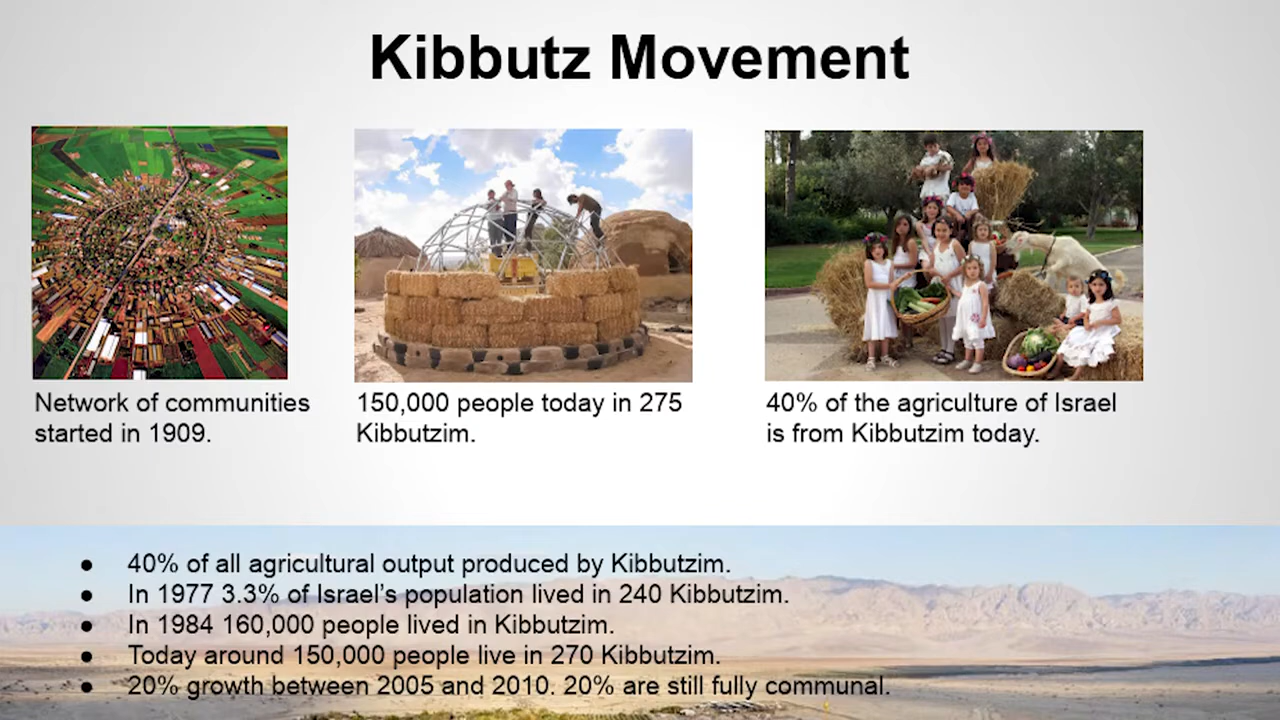 Kibbutz Movement
Network of communities
started in 1909.
150,000 people today in 275
Kibbutzim.
40% of the agriculture of Israel
is from Kibbutzim today.
● 40% of all agricultural output produced by Kibbutzim.
● In 1977 3.3% of Israel’s population lived in 240 Kibbutzim.
● In 1984 160,000 people lived in Kibbutzim.
● Today around 150,000 people live in 270 Kibbutzim.
● 20% growth between 2005 and 2010. 20% are still fully communal.